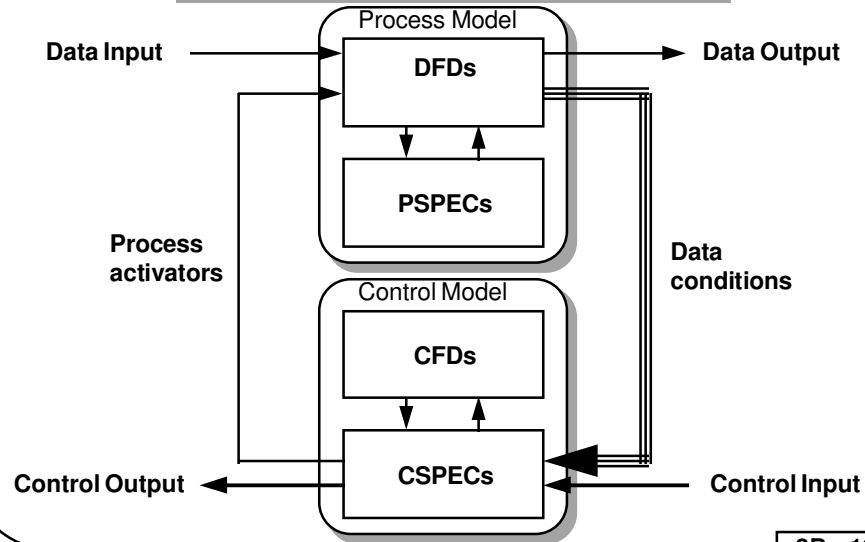 Process Model
Data Input
DFDs
Data Output
PSPECs
Process
activators
Data
conditions
Control Model
CFDs
CSPECs
Control Output
Control Input